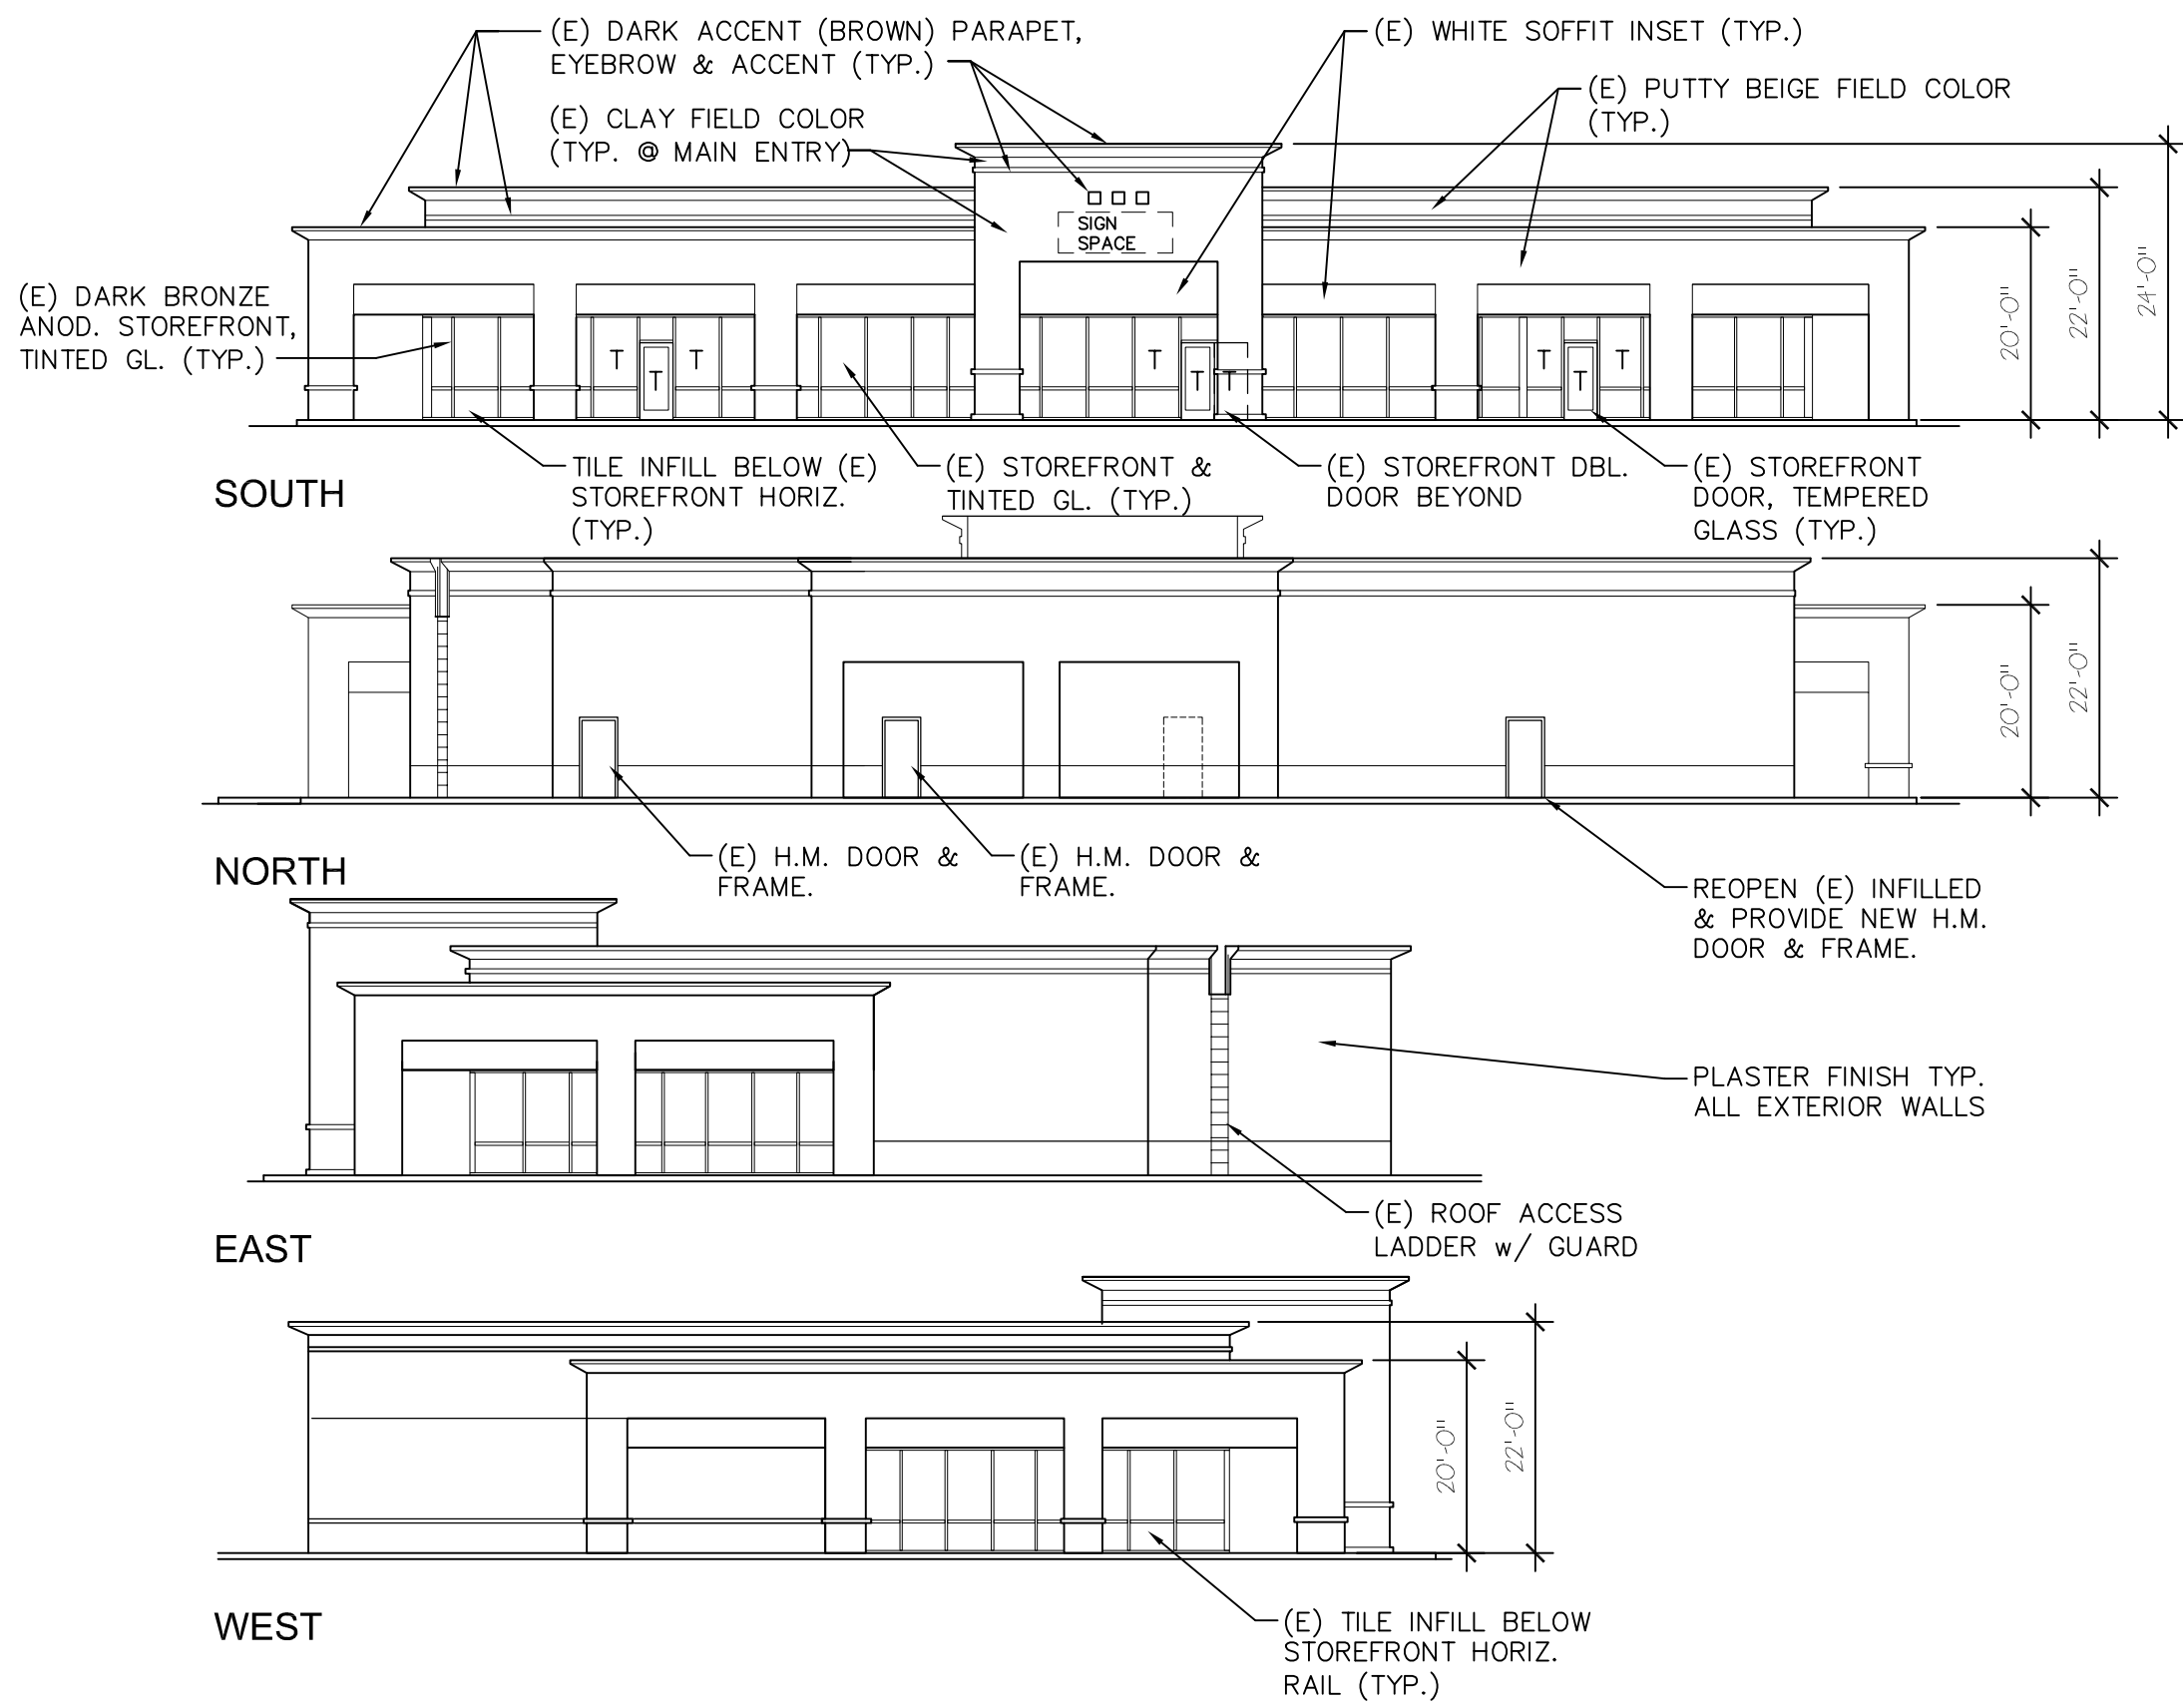 (E) DARK ACCENT (BROWN) PARAPET,
EYEBROW & ACCENT (TYP.)
(E) WHITE SOFFIT INSET (TYP.)
(E) PUTTY BEIGE FIELD COLOR
(TYP.)
(E) CLAY FIELD COLOR
(TYP. @ MAIN ENTRY)
SIGN
SPACE
(E) DARK BRONZE
ANOD. STOREFRONT,
TINTED GL. (TYP.)
T
T
T
T
T
T
T
T
T
20'-0"
22'-0"
24'-0"
TILE INFILL BELOW (E)
STOREFRONT HORIZ.
(TYP.)
(E) STOREFRONT &
TINTED GL. (TYP.)
(E) STOREFRONT DBL.
DOOR BEYOND
(E) STOREFRONT
DOOR, TEMPERED
GLASS (TYP.)
SOUTH
20'-0"
22'-0"
(E) H.M. DOOR &
FRAME.
(E) H.M. DOOR &
FRAME.
REOPEN (E) INFILLED
& PROVIDE NEW H.M.
DOOR & FRAME.
NORTH
PLASTER FINISH TYP.
ALL EXTERIOR WALLS
(E) ROOF ACCESS
LADDER w/ GUARD
EAST
20'-0"
22'-0"
(E) TILE INFILL BELOW
STOREFRONT HORIZ.
RAIL (TYP.)
WEST